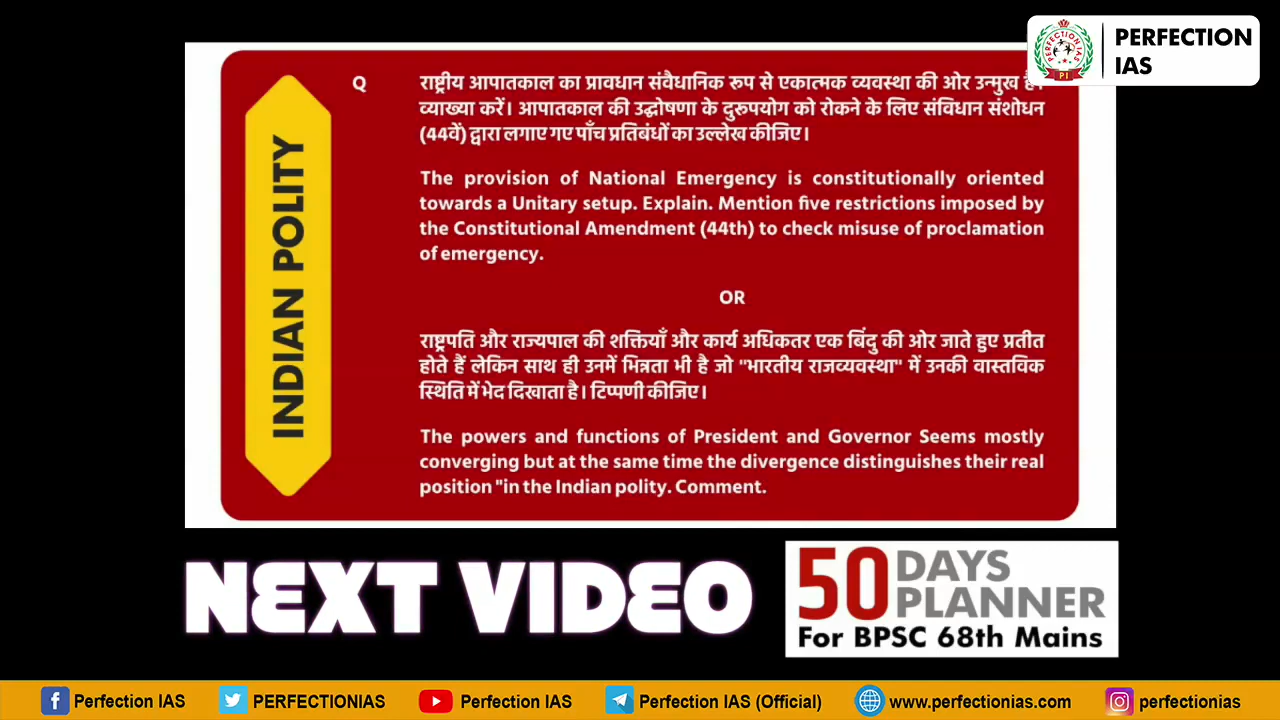 PERFECTION
IAS
PERFECTION IAS
PI
INDIAN POLITY
Q
राष्ट्रीय आपातकाल का प्रावधान संवैधानिक रूप से एकात्मक व्यवस्था की ओर उन्मुख है।
व्याख्या करें। आपातकाल की उद्घोषणा के दुरूपयोग को रोकने के लिए संविधान संशोधन
(44वें) द्वारा लगाए गए पाँच प्रतिबंधों का उल्लेख कीजिए।
The provision of National Emergency is constitutionally oriented
towards a Unitary setup. Explain. Mention five restrictions imposed by
the Constitutional Amendment (44th) to check misuse of proclamation
of emergency.
OR
राष्ट्रपति और राज्यपाल की शक्तियाँ और कार्य अधिकतर एक बिंदु की ओर जाते हुए प्रतीत
होते हैं लेकिन साथ ही उनमें भिन्नता भी है जो "भारतीय राजव्यवस्था" में उनकी वास्तविक
स्थिति में भेद दिखाता है। टिप्पणी कीजिए।
The powers and functions of President and Governor Seems mostly
converging but at the same time the divergence distinguishes their real
position "in the Indian polity. Comment.
NEXT VIDEO
50 DAYS
PLANNER
For BPSC 68th Mains
Perfection IAS
PERFECTIONIAS
Perfection IAS
Perfection IAS (Official)
www.perfectionias.com
perfectionias